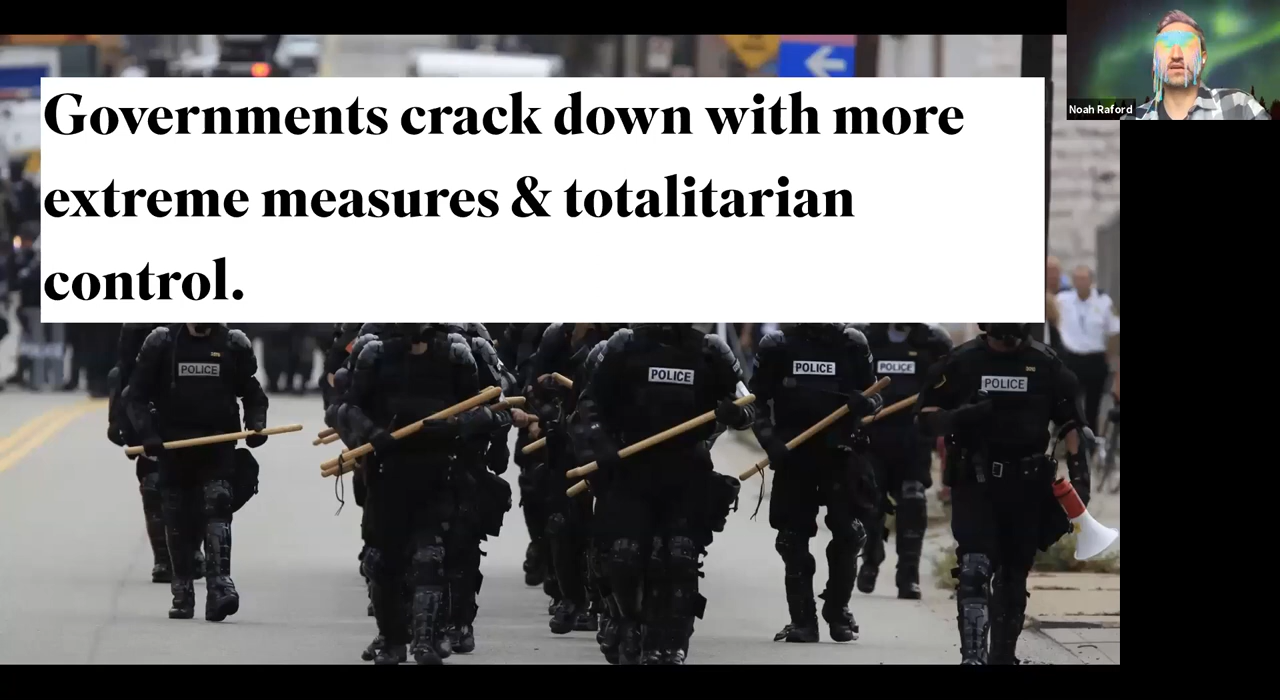 Governments crack down with more
extreme measures & totalitarian
control.
Noah Raford
POLICE
POLICE
POLICE
POLICE
POLICE